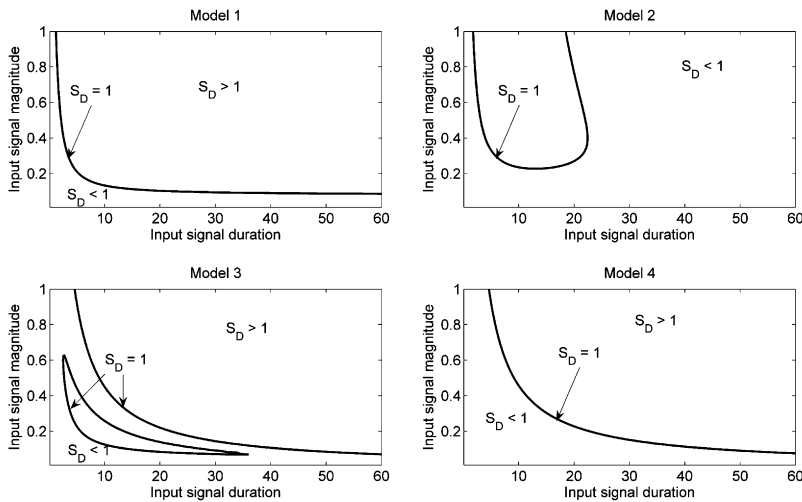 Model 1
1
0.8
0.6
0.4
0.2
Input signal magnitude
S_D = 1
S_D > 1
S_D < 1
10 20 30 40 50 60
Input signal duration
Model 2
1
0.8
0.6
0.4
0.2
Input signal magnitude
S_D = 1
S_D < 1
10 20 30 40 50 60
Input signal duration
Model 3
1
0.8
0.6
0.4
0.2
Input signal magnitude
S_D > 1
S_D = 1
S_D < 1
10 20 30 40 50 60
Input signal duration
Model 4
1
0.8
0.6
0.4
0.2
Input signal magnitude
S_D > 1
S_D = 1
S_D < 1
10 20 30 40 50 60
Input signal duration